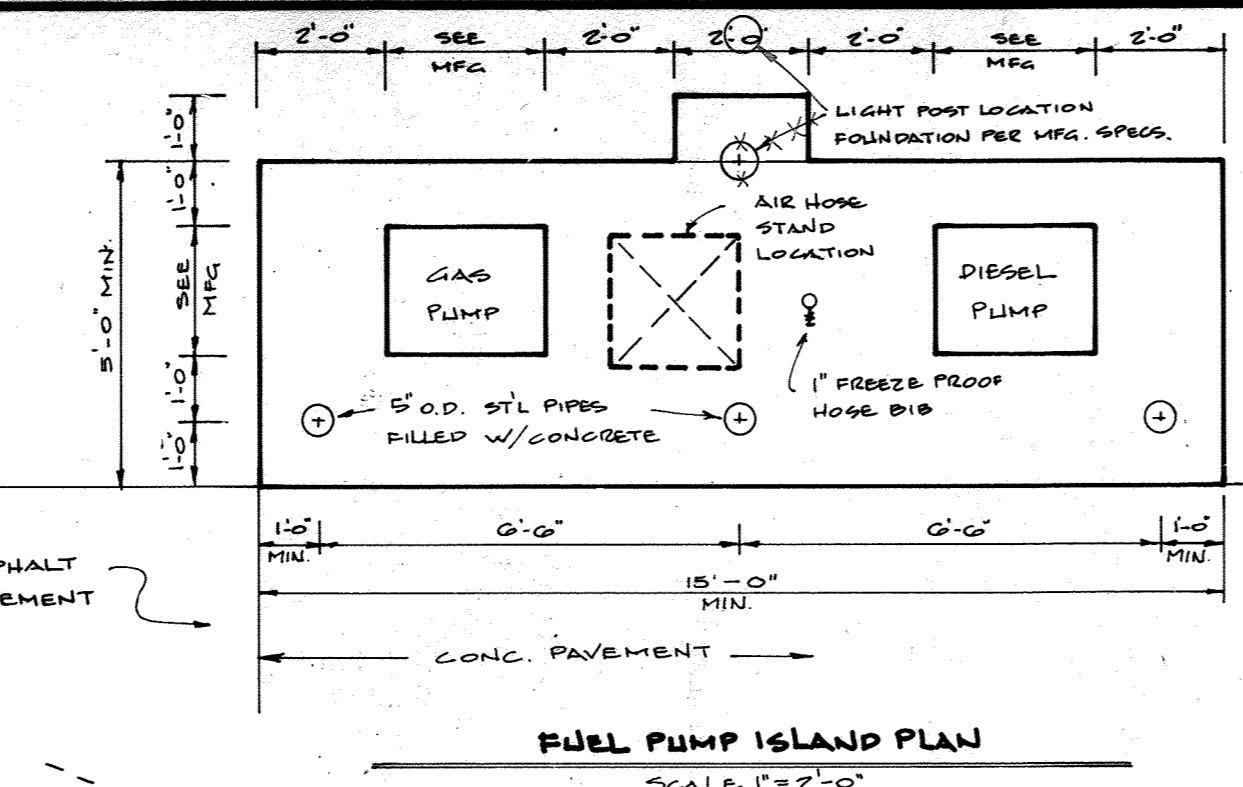 2'-0" SEE MFG 2'-0" 2'-0" 2'-0" SEE MFG 2'-0"
LIGHT POST LOCATION
FOUNDATION PER MFG. SPECS.
1'-0"
1'-0"
SEE MFG
1'-0"
1'-0"
5'-0" MIN.
AIR HOSE
STAND
LOCATION
GAS
PUMP
DIESEL
PUMP
1" FREEZE PROOF
HOSE BIB
5" O.D. ST'L PIPES
FILLED W/CONCRETE
1'-0" MIN. 6'-6" 6'-6" 1'-0" MIN.
15'-0"
MIN.
PHALT
EMENT
CONC. PAVEMENT
FUEL PUMP ISLAND PLAN
SCALE 1"=2'-0"